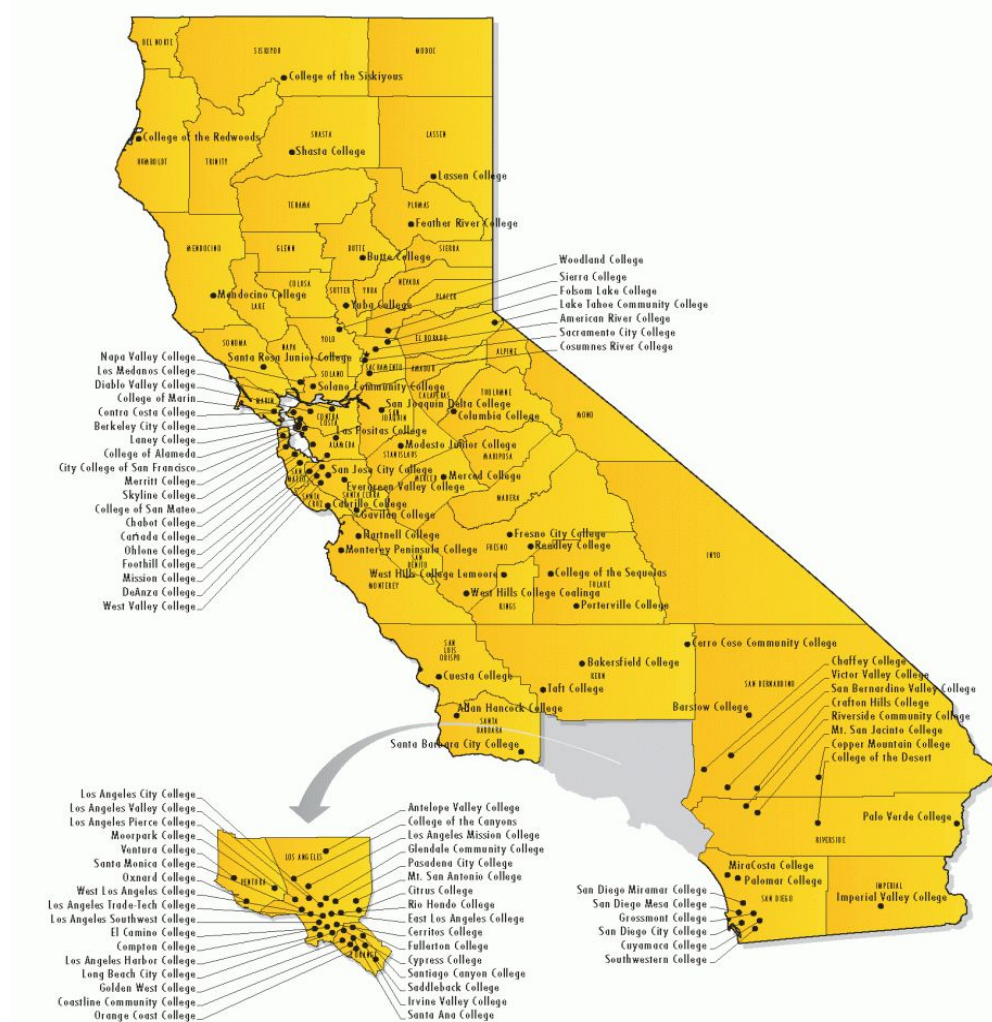 DEL NORTE
SISKIYOU
MODOC
College of the Siskiyous
College of the Redwoods
SHASTA
LASSEN
Shasta College
HUMBOLDT
TRINITY
Lassen College
TEHAMA
PLUMAS
Feather River College
MENDOCINO
GLENN
BUTTE
SIERRA
Butte College
NEVADA
COLUSA
SUTTER
YUBA
PLACER
Mendocino College
LAKE
Yuba College
Woodland College
Sierra College
Folsom Lake College
Lake Tahoe Community College
American River College
Sacramento City College
Cosumnes River College
SONOMA
NAPA
YOLO
EL DORADO
ALPINE
Santa Rosa Junior College
SACRAMENTO
AMADOR
SOLANO
Solano Community College
CALAVERAS
TUOLUMNE
MONO
Napa Valley College
Los Medanos College
Diablo Valley College
College of Marin
Contra Costa College
Berkeley City College
Laney College
College of Alameda
City College of San Francisco
Merritt College
Skyline College
College of San Mateo
Chabot College
Cañada College
Ohlone College
Foothill College
Mission College
DeAnza College
West Valley College
MARIN
CONTRA COSTA
San Joaquin Delta College
SAN JOAQUIN
Columbia College
Las Positas College
ALAMEDA
Modesto Junior College
STANISLAUS
MARIPOSA
SAN MATEO
San Jose City College
MERCED
Merced College
Evergreen Valley College
SANTA CRUZ
SANTA CLARA
MADERA
Cabrillo College
Gavilan College
Hartnell College
Fresno City College
FRESNO
Reedley College
INYO
Monterey Peninsula College
SAN BENITO
MONTEREY
West Hills College Lemoore
College of the Sequoias
TULARE
West Hills College Coalinga
KINGS
Porterville College
SAN LUIS OBISPO
Cerro Coso Community College
Bakersfield College
KERN
Cuesta College
Taft College
SAN BERNARDINO
Allan Hancock College
SANTA BARBARA
Barstow College
Santa Barbara City College
Chaffey College
Victor Valley College
San Bernardino Valley College
Crafton Hills College
Riverside Community College
Mt. San Jacinto College
Copper Mountain College
College of the Desert
Palo Verde College
RIVERSIDE
MiraCosta College
Palomar College
SAN DIEGO
IMPERIAL
Imperial Valley College
San Diego Miramar College
San Diego Mesa College
Grossmont College
San Diego City College
Cuyamaca College
Southwestern College
Los Angeles City College
Los Angeles Valley College
Los Angeles Pierce College
Moorpark College
Ventura College
Santa Monica College
Oxnard College
West Los Angeles College
Los Angeles Trade-Tech College
Los Angeles Southwest College
El Camino College
Compton College
Los Angeles Harbor College
Long Beach City College
Golden West College
Coastline Community College
Orange Coast College
LOS ANGELES
VENTURA
ORANGE
Antelope Valley College
College of the Canyons
Los Angeles Mission College
Glendale Community College
Pasadena City College
Mt. San Antonio College
Citrus College
Rio Hondo College
East Los Angeles College
Cerritos College
Fullerton College
Cypress College
Santiago Canyon College
Saddleback College
Irvine Valley College
Santa Ana College